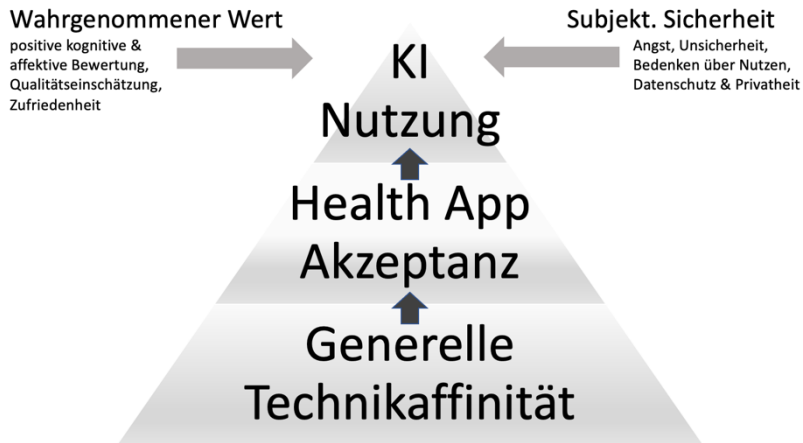 Wahrgenommener Wert
positive kognitive &
affektive Bewertung,
Qualitätseinschätzung,
Zufriedenheit
Subjekt. Sicherheit
Angst, Unsicherheit,
Bedenken über Nutzen,
Datenschutz & Privatheit
KI
Nutzung
Health App
Akzeptanz
Generelle
Technikaffinität